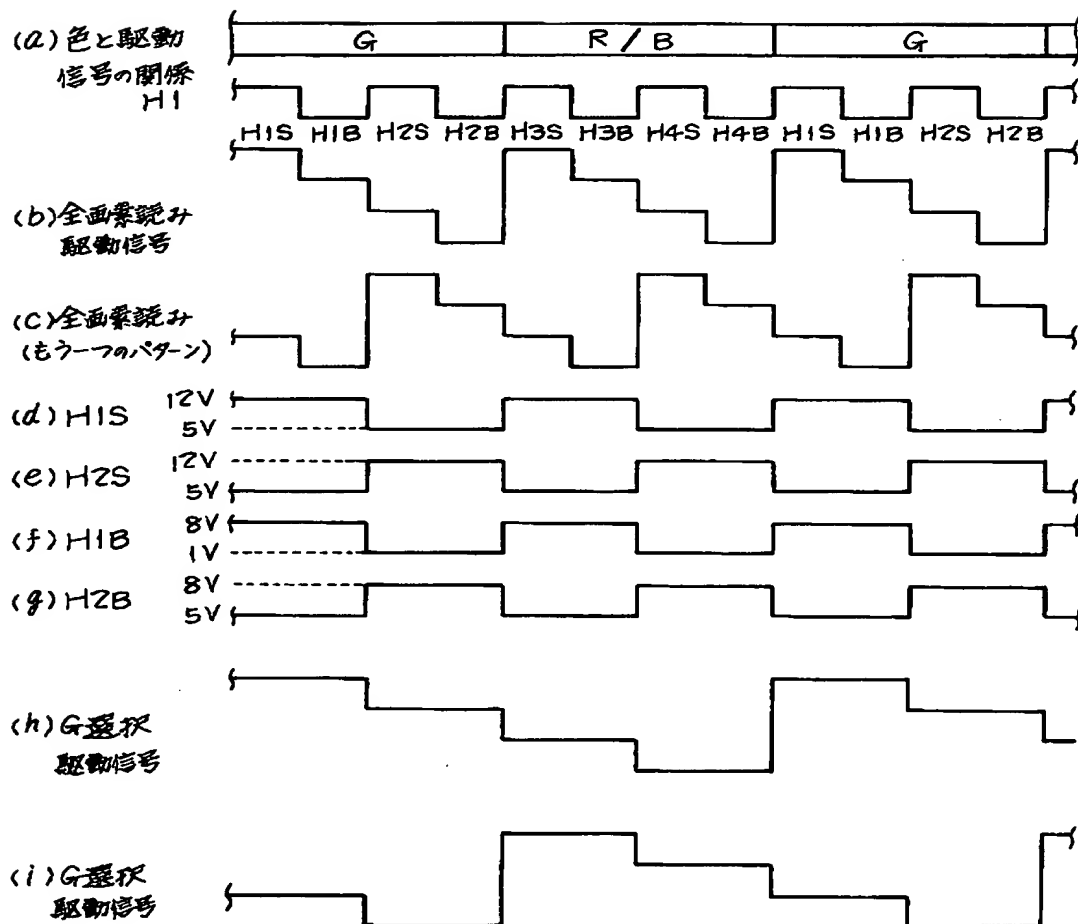 (a) 色と駆動
信号の関係
H1
G R / B G
H1S H1B H2S H2B H3S H3B H4S H4B H1S H1B H2S H2B
(b) 全画素読み
駆動信号
(c) 全画素読み
(もう一つのパターン)
(d) H1S 12V
5V
(e) H2S 12V
5V
(f) H1B 8V
1V
(g) H2B 8V
5V
(h) G選択
駆動信号
(i) G選択
駆動信号